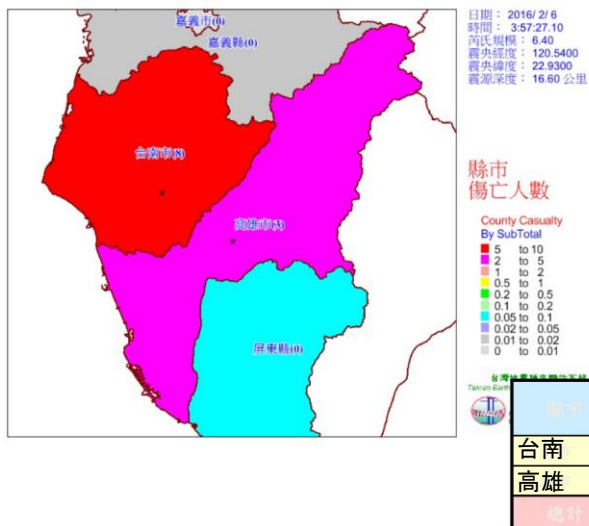 嘉義市(0)
嘉義縣(0)
台南市(8)
高雄市(3)
屏東縣(0)
日期： 2016/ 2/ 6
時間： 3:57:27.10
芮氏規模： 6.40
震央經度： 120.5400
震央緯度： 22.9300
震源深度： 16.60 公里
縣市
傷亡人數
County Casualty
By SubTotal
5 to 10
2 to 5
1 to 2
0.5 to 1
0.2 to 0.5
0.1 to 0.2
0.05 to 0.1
0.02 to 0.05
0.01 to 0.02
0 to 0.01
縣市
台南
高雄
總計